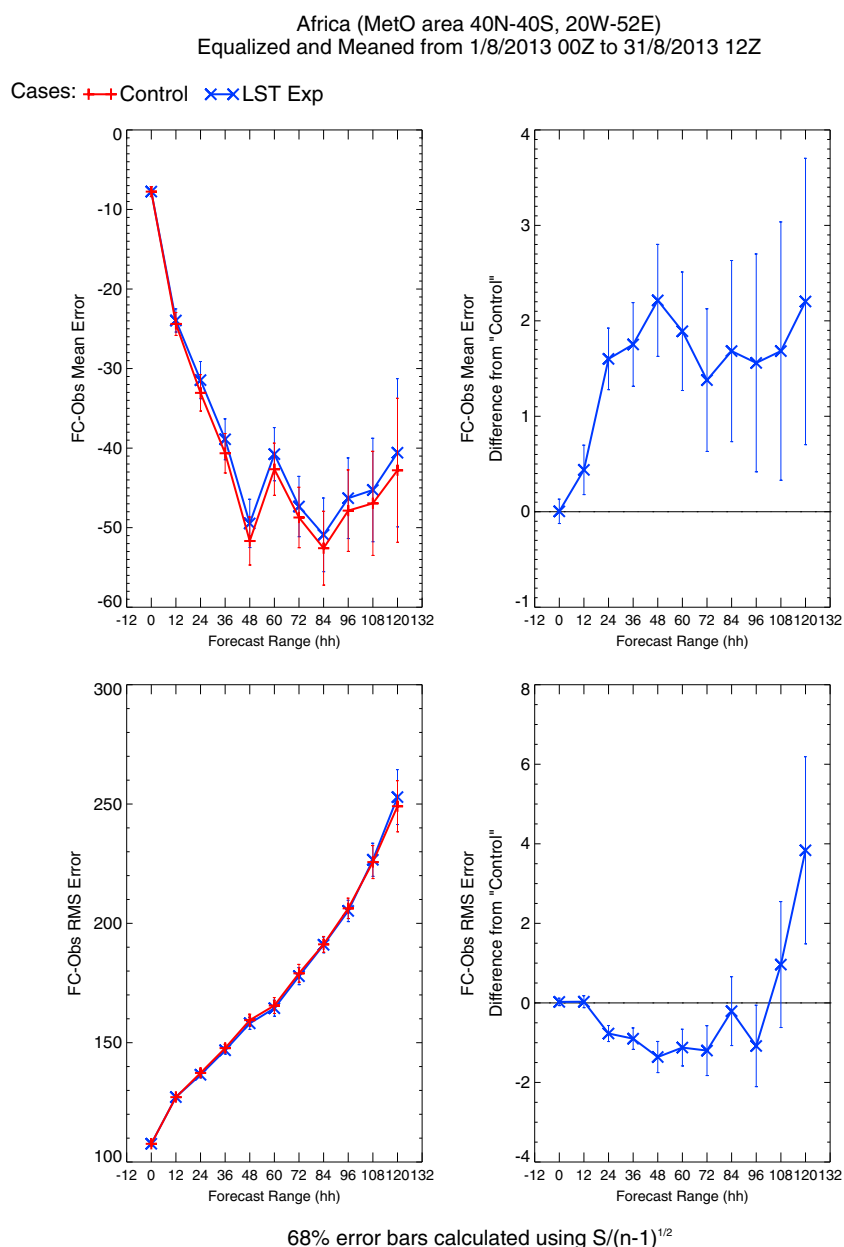 Africa (MetO area 40N-40S, 20W-52E)
Equalized and Meaned from 1/8/2013 00Z to 31/8/2013 12Z
Cases: Control LST Exp
FC-Obs Mean Error
0
-10
-20
-30
-40
-50
-60
-12 0 12 24 36 48 60 72 84 96 108 120 132
Forecast Range (hh)
FC-Obs Mean Error
Difference from "Control"
4
3
2
1
0
-1
-12 0 12 24 36 48 60 72 84 96 108 120 132
Forecast Range (hh)
FC-Obs RMS Error
300
250
200
150
100
-12 0 12 24 36 48 60 72 84 96 108 120 132
Forecast Range (hh)
FC-Obs RMS Error
Difference from "Control"
8
6
4
2
0
-2
-4
-12 0 12 24 36 48 60 72 84 96 108 120 132
Forecast Range (hh)
68% error bars calculated using S/(n-1)^1/2